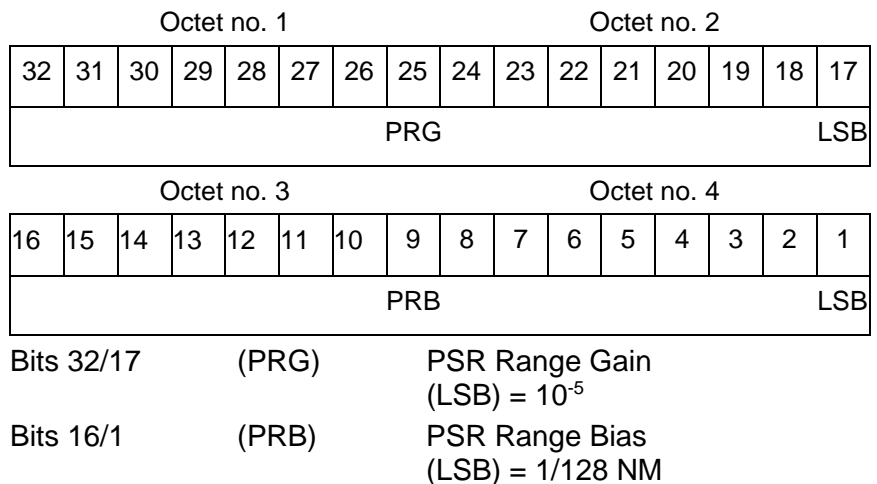 Octet no. 1 Octet no. 2
32 31 30 29 28 27 26 25 24 23 22 21 20 19 18 17
PRG LSB
Octet no. 3 Octet no. 4
16 15 14 13 12 11 10 9 8 7 6 5 4 3 2 1
PRB LSB
Bits 32/17 (PRG) PSR Range Gain
(LSB) = 10⁻⁵
Bits 16/1 (PRB) PSR Range Bias
(LSB) = 1/128 NM